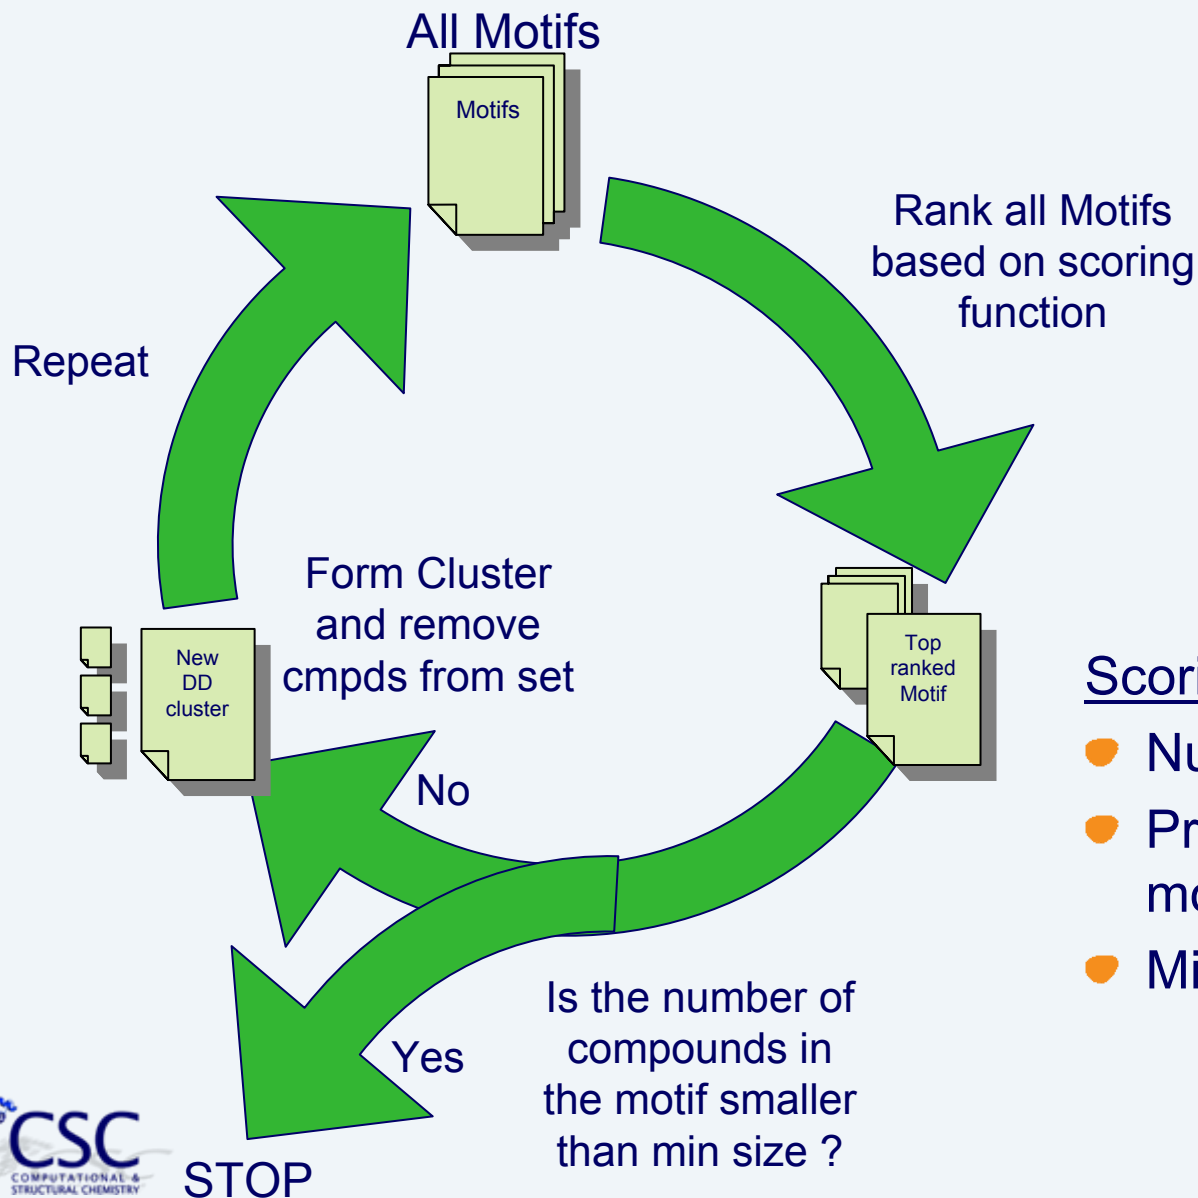 All Motifs
Motifs
Rank all Motifs
based on scoring
function
Repeat
Form Cluster
and remove
cmpds from set
New
DD
cluster
Top
ranked
Motif
No
Yes
Is the number of
compounds in
the motif smaller
than min size ?
STOP
CSC
COMPUTATIONAL &
STRUCTURAL CHEMISTRY